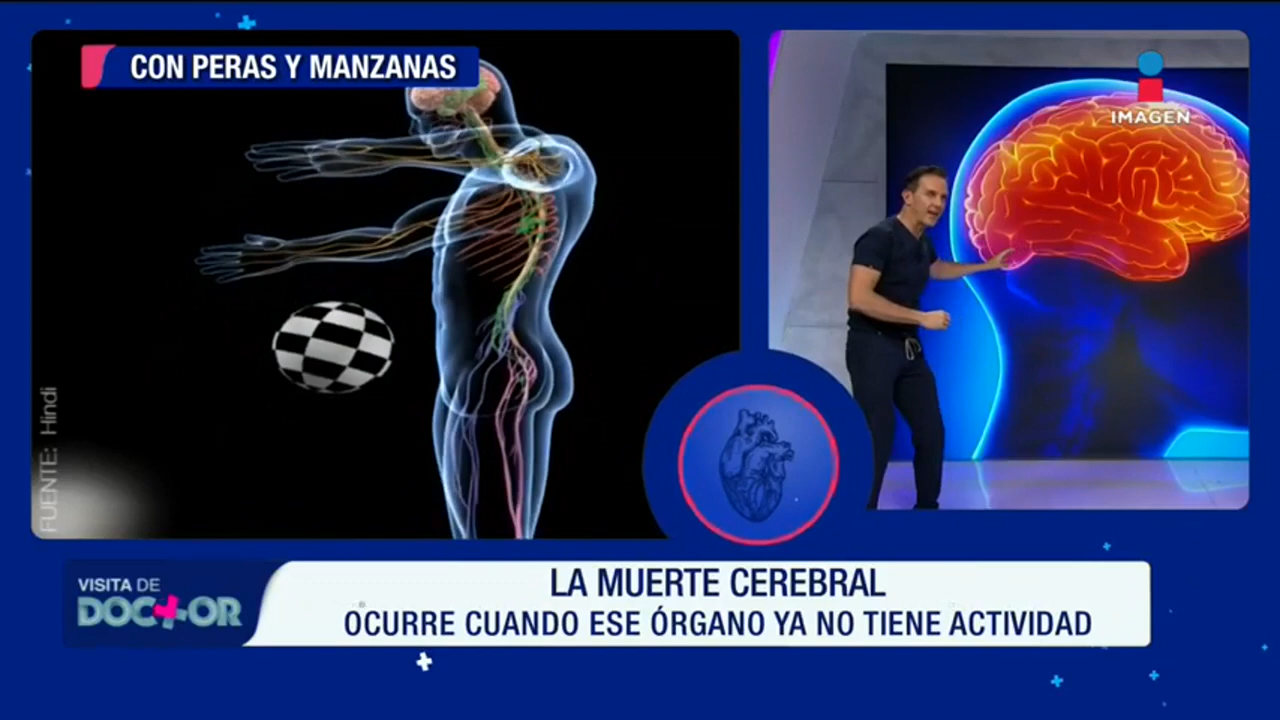 CON PERAS Y MANZANAS
IMAGEN
FUENTE: Hindi
VISITA DE
DOCTOR
LA MUERTE CEREBRAL
OCURRE CUANDO ESE ÓRGANO YA NO TIENE ACTIVIDAD